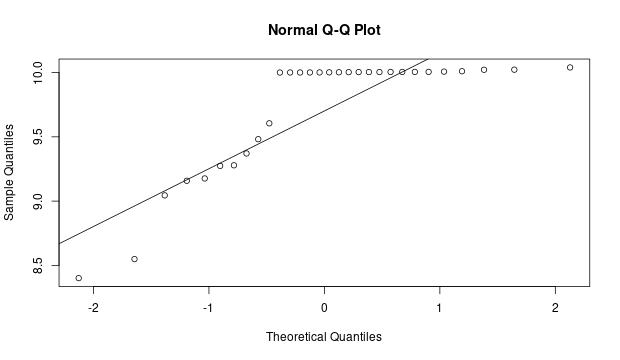 Normal Q-Q Plot
Sample Quantiles
10.0
9.5
9.0
8.5
-2 -1 0 1 2
Theoretical Quantiles